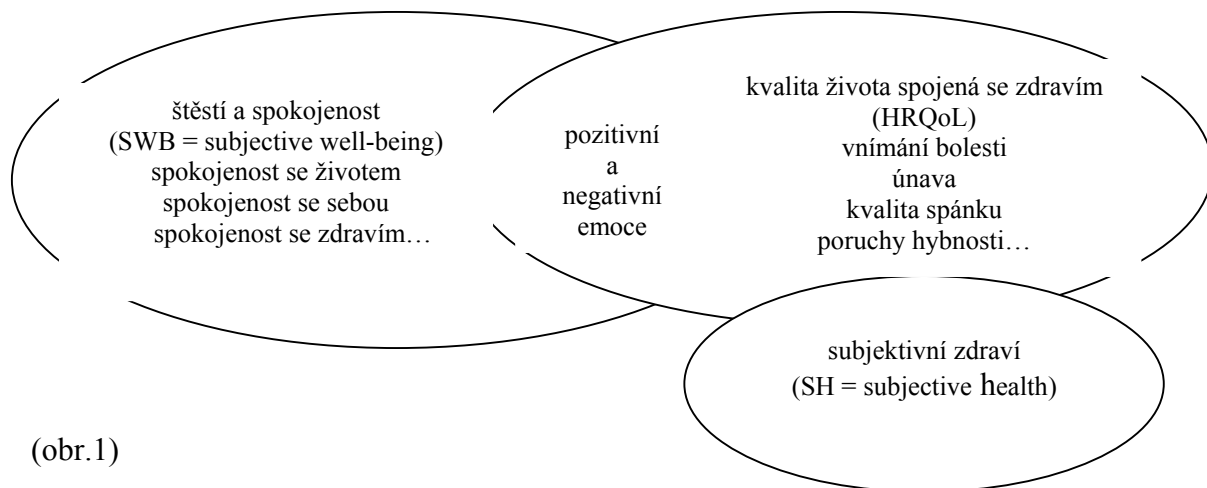 štěstí a spokojenost
(SWB = subjective well-being)
spokojenost se životem
spokojenost se sebou
spokojenost se zdravím…
pozitivní
a
negativní
emoce
kvalita života spojená se zdravím
(HRQoL)
vnímání bolesti
únava
kvalita spánku
poruchy hybnosti…
subjektivní zdraví
(SH = subjective health)
(obr.1)